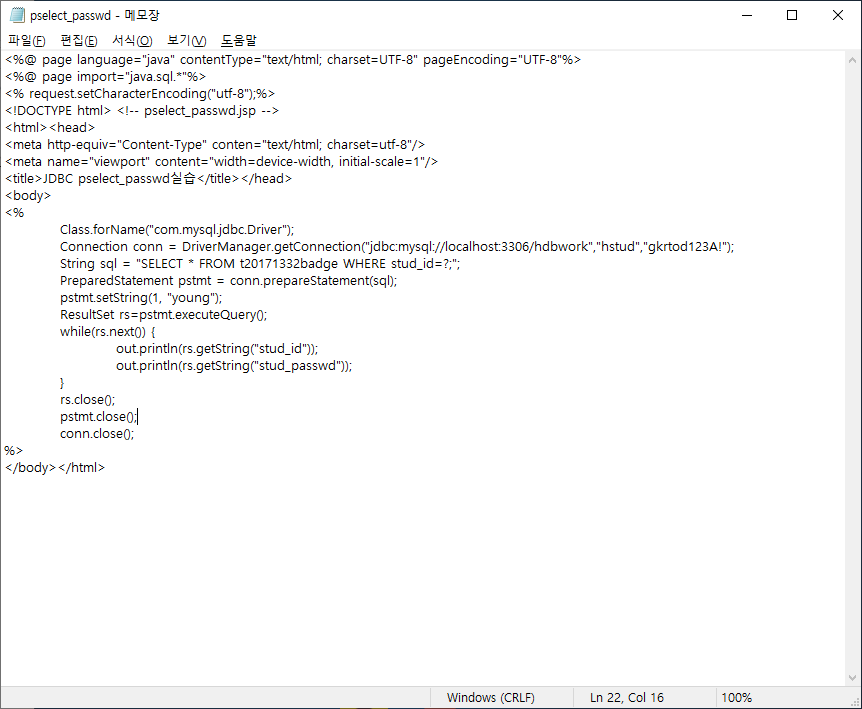 pselect_passwd - 메모장
파일(F) 편집(E) 서식(O) 보기(V) 도움말
<%@ page language="java" contentType="text/html; charset=UTF-8" pageEncoding="UTF-8"%>
<%@ page import="java.sql.*"%>
<% request.setCharacterEncoding("utf-8");%>
<!DOCTYPE html> <!-- pselect_passwd.jsp -->
<html><head>
<meta http-equiv="Content-Type" conten="text/html; charset=utf-8"/>
<meta name="viewport" content="width=device-width, initial-scale=1"/>
<title>JDBC pselect_passwd실습</title></head>
<body>
<%
Class.forName("com.mysql.jdbc.Driver");
Connection conn = DriverManager.getConnection("jdbc:mysql://localhost:3306/hdbwork","hstud","gkrtod123A!");
String sql = "SELECT * FROM t20171332badge WHERE stud_id=?;";
PreparedStatement pstmt = conn.prepareStatement(sql);
pstmt.setString(1, "young");
ResultSet rs=pstmt.executeQuery();
while(rs.next()) {
out.println(rs.getString("stud_id"));
out.println(rs.getString("stud_passwd"));
}
rs.close();
pstmt.close();
conn.close();
%>
</body></html>
Windows (CRLF) Ln 22, Col 16 100%